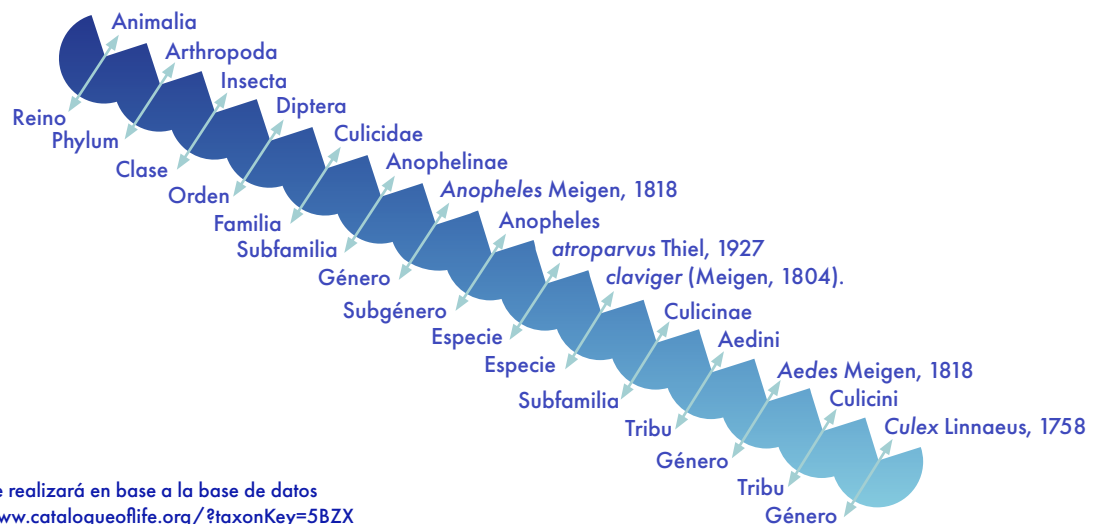 Animalia
Reino
Arthropoda
Phylum
Insecta
Clase
Diptera
Orden
Culicidae
Familia
Anophelinae
Subfamilia
Anopheles Meigen, 1818
Género
Anopheles
Subgénero
atroparvus Thiel, 1927
Especie
claviger (Meigen, 1804).
Especie
Culicinae
Subfamilia
Aedini
Tribu
Aedes Meigen, 1818
Género
Culicini
Tribu
Culex Linnaeus, 1758
Género
realizará en base a la base de datos
.catalogueoflife.org/?taxonKey=5BZX